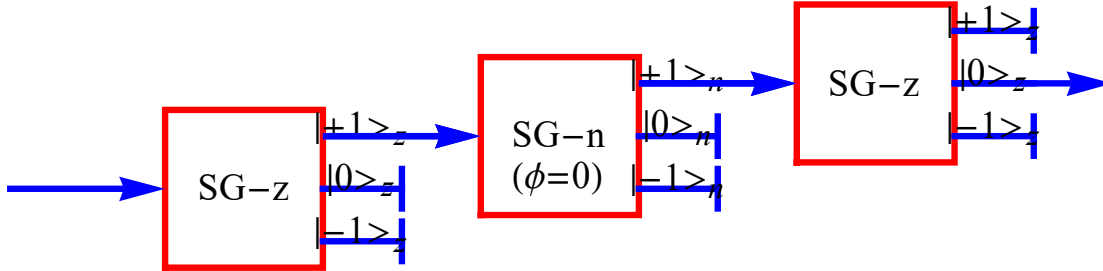 SG-z
|+1>z
|0>z
|-1>z
SG-n
(ϕ=0)
|+1>n
|0>n
|-1>n
SG-z
|+1>z
|0>z
|-1>z